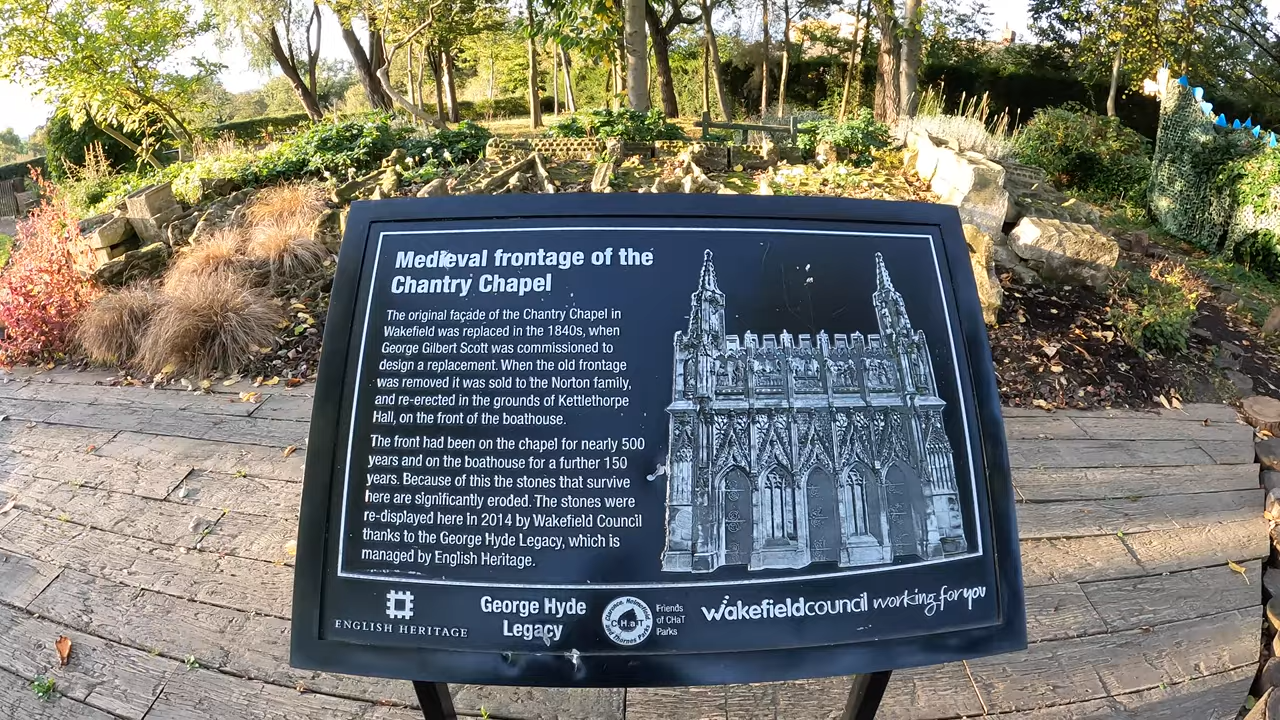 Medieval frontage of the
Chantry Chapel
The original façade of the Chantry Chapel in
Wakefield was replaced in the 1840s, when
George Gilbert Scott was commissioned to
design a replacement. When the old frontage
was removed it was sold to the Norton family,
and re-erected in the grounds of Kettlethorpe
Hall, on the front of the boathouse.
The front had been on the chapel for nearly 500
years and on the boathouse for a further 150
years. Because of this the stones that survive
here are significantly eroded. The stones were
re-displayed here in 2014 by Wakefield Council
thanks to the George Hyde Legacy, which is
managed by English Heritage.
ENGLISH HERITAGE
George Hyde
Legacy
CHaT
Friends
of CHaT
Parks
wakefieldcouncil working for you